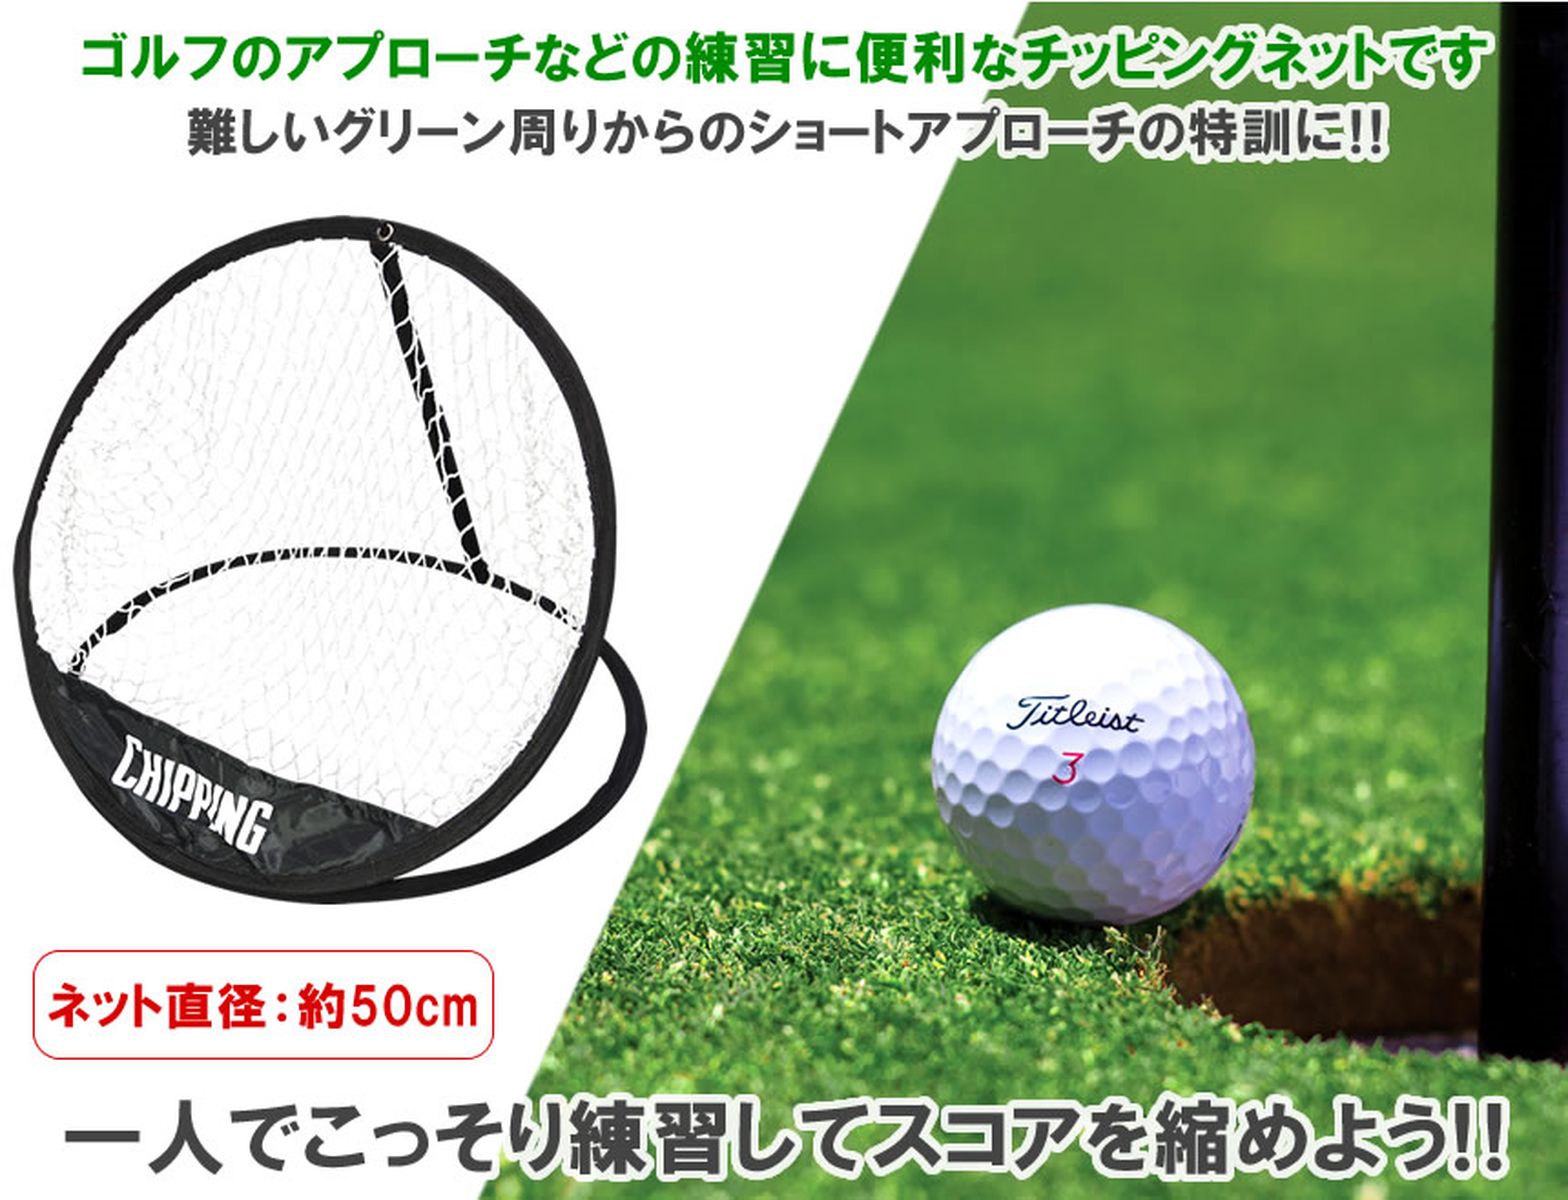 ゴルフのアプローチなどの練習に便利なチッピングネットです
難しいグリーン周りからのショートアプローチの特訓に!!
CHIPPING
Titleist
3
ネット直径：約50cm
一人でこっそり練習してスコアを縮めよう!!